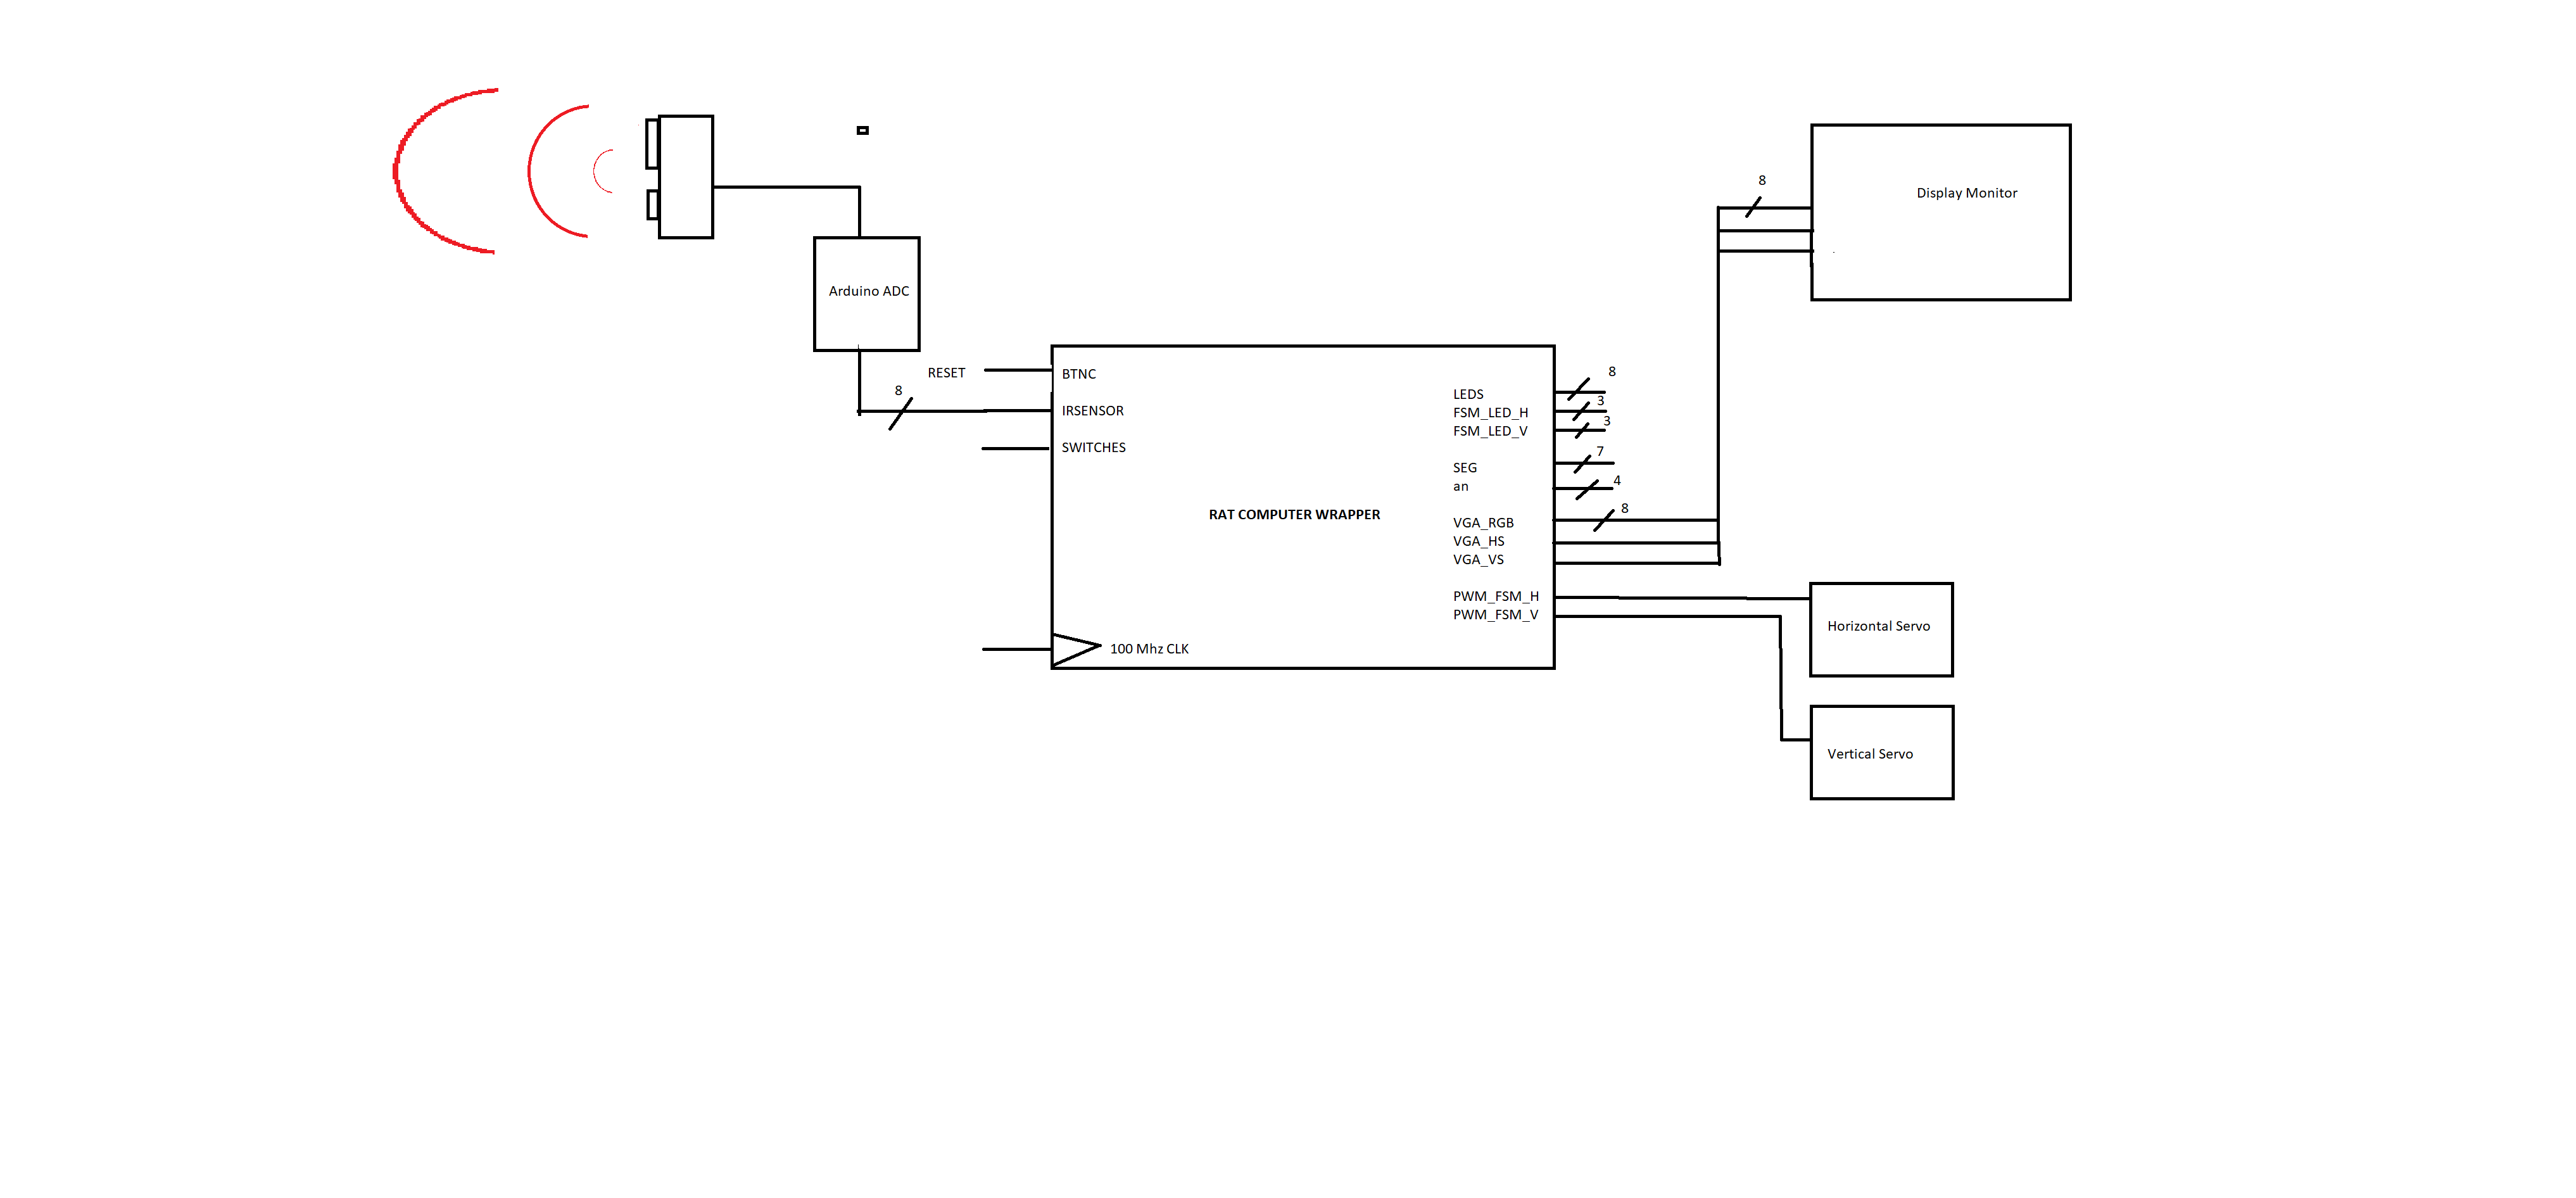 8
Display Monitor
Arduino ADC
RESET
8
BTNC
IRSENSOR
SWITCHES
RAT COMPUTER WRAPPER
100 Mhz CLK
LEDS
8
FSM_LED_H
3
FSM_LED_V
3
SEG
7
an
4
VGA_RGB
8
VGA_HS
VGA_VS
PWM_FSM_H
PWM_FSM_V
Horizontal Servo
Vertical Servo